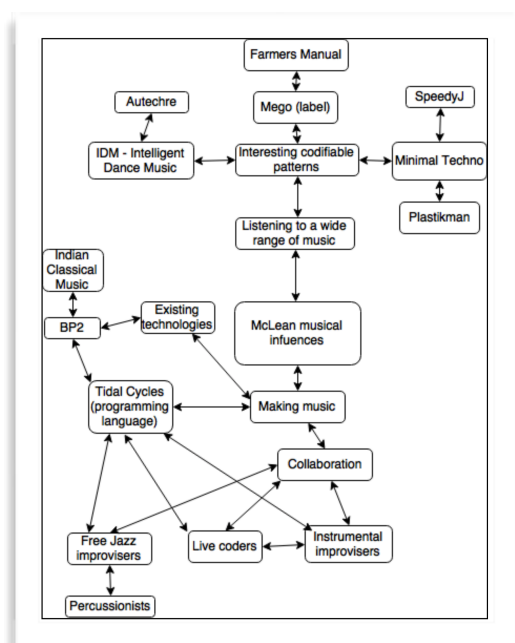 Farmers Manual
Autechre
SpeedyJ
Mego (label)
IDM - Intelligent
Dance Music
Interesting codifiable
patterns
Minimal Techno
Plastikman
Listening to a wide
range of music
Indian
Classical
Music
Existing
technologies
BP2
McLean musical
infuences
Tidal Cycles
(programming
language)
Making music
Collaboration
Free Jazz
improvisers
Live coders
Instrumental
improvisers
Percussionists